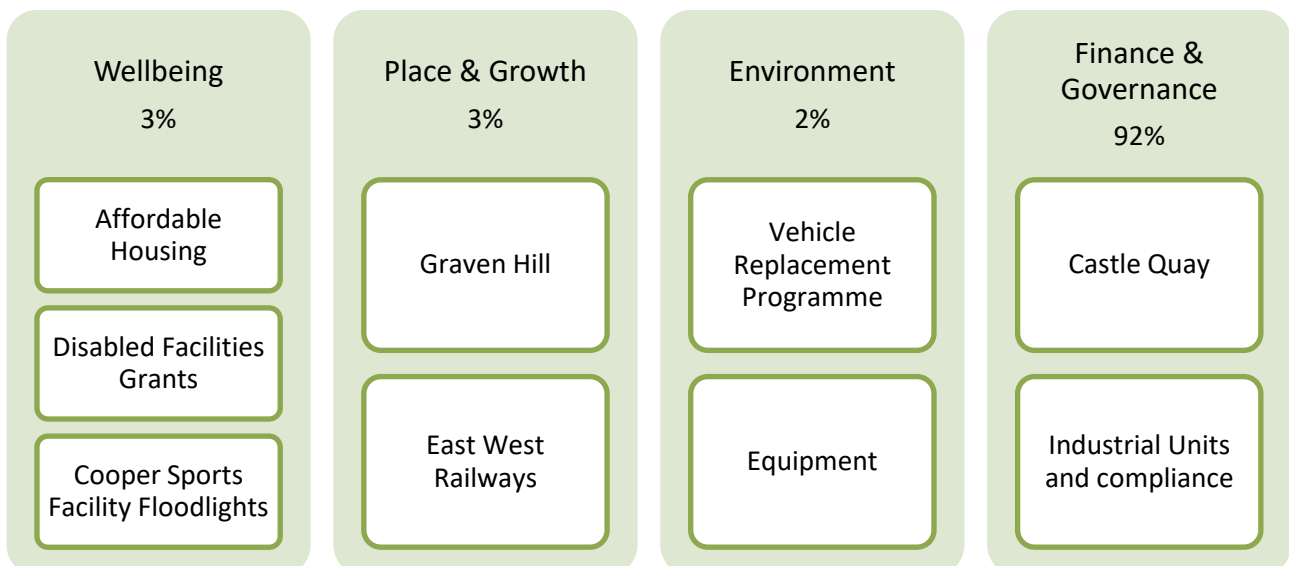 Wellbeing
3%
Affordable
Housing
Disabled Facilities
Grants
Cooper Sports
Facility Floodlights
Place & Growth
3%
Graven Hill
East West
Railways
Environment
2%
Vehicle
Replacement
Programme
Equipment
Finance &
Governance
92%
Castle Quay
Industrial Units
and compliance